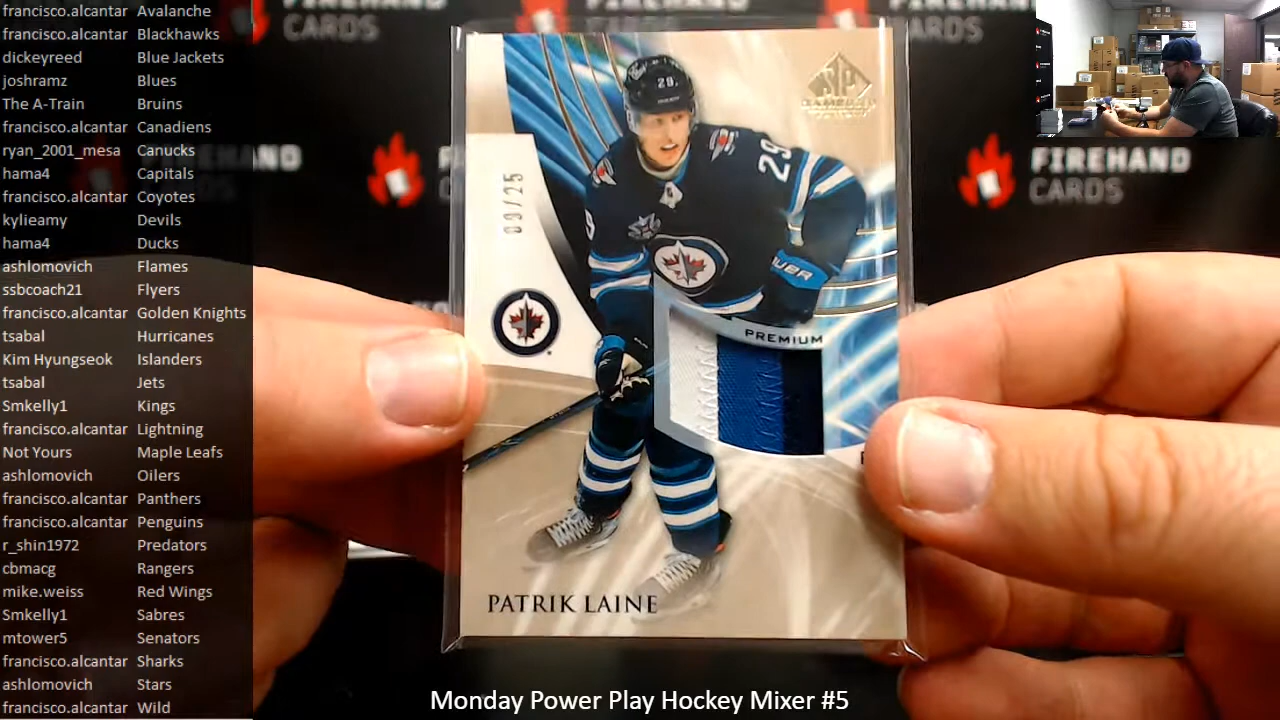 francisco.alcantar Avalanche
francisco.alcantar Blackhawks
dickeyreed Blue Jackets
joshramz Blues
The A-Train Bruins
francisco.alcantar Canadiens
ryan_2001_mesa Canucks
hama4 Capitals
francisco.alcantar Coyotes
kylieamy Devils
hama4 Ducks
ashlomovich Flames
ssbcoach21 Flyers
francisco.alcantar Golden Knights
tsabal Hurricanes
Kim Hyungseok Islanders
tsabal Jets
Smkelly1 Kings
francisco.alcantar Lightning
Not Yours Maple Leafs
ashlomovich Oilers
francisco.alcantar Panthers
francisco.alcantar Penguins
r_shin1972 Predators
cbmacg Rangers
mike.weiss Red Wings
Smkelly1 Sabres
mtower5 Senators
francisco.alcantar Sharks
ashlomovich Stars
francisco.alcantar Wild
CARDS
FIREHAND
CARDS
SP
29
29
BAUER
PREMIUM
PATRIK LAINE
Monday Power Play Hockey Mixer #5